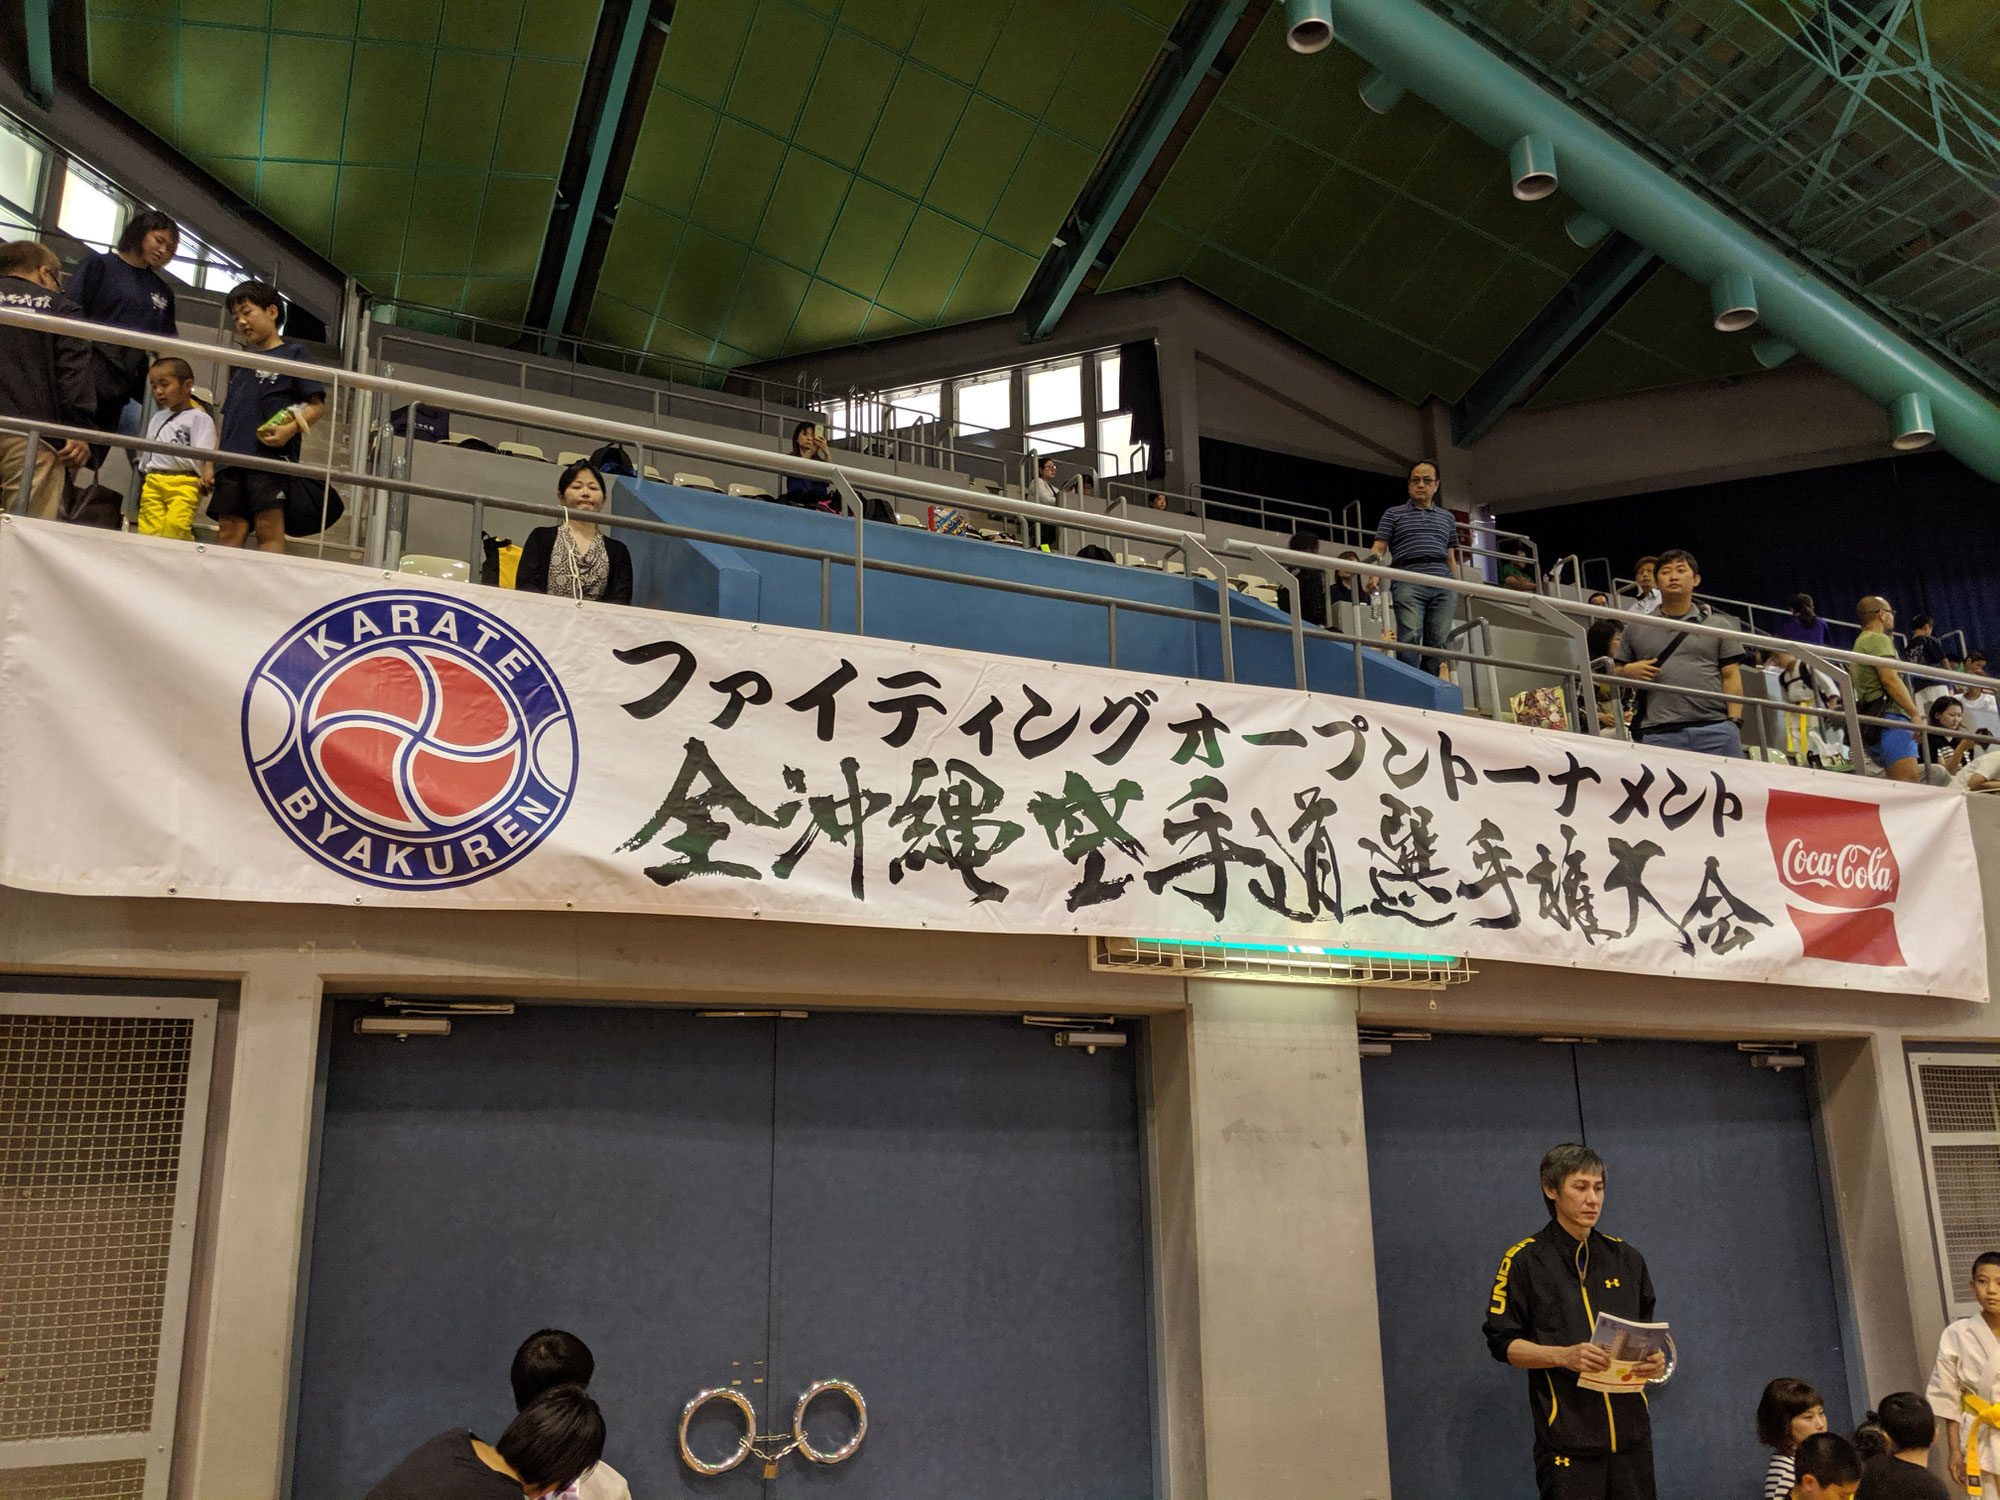 KARATE
BYAKUREN
ファイティングオープントーナメント
全沖縄空手道選手権大会
Coca-Cola
UNDER